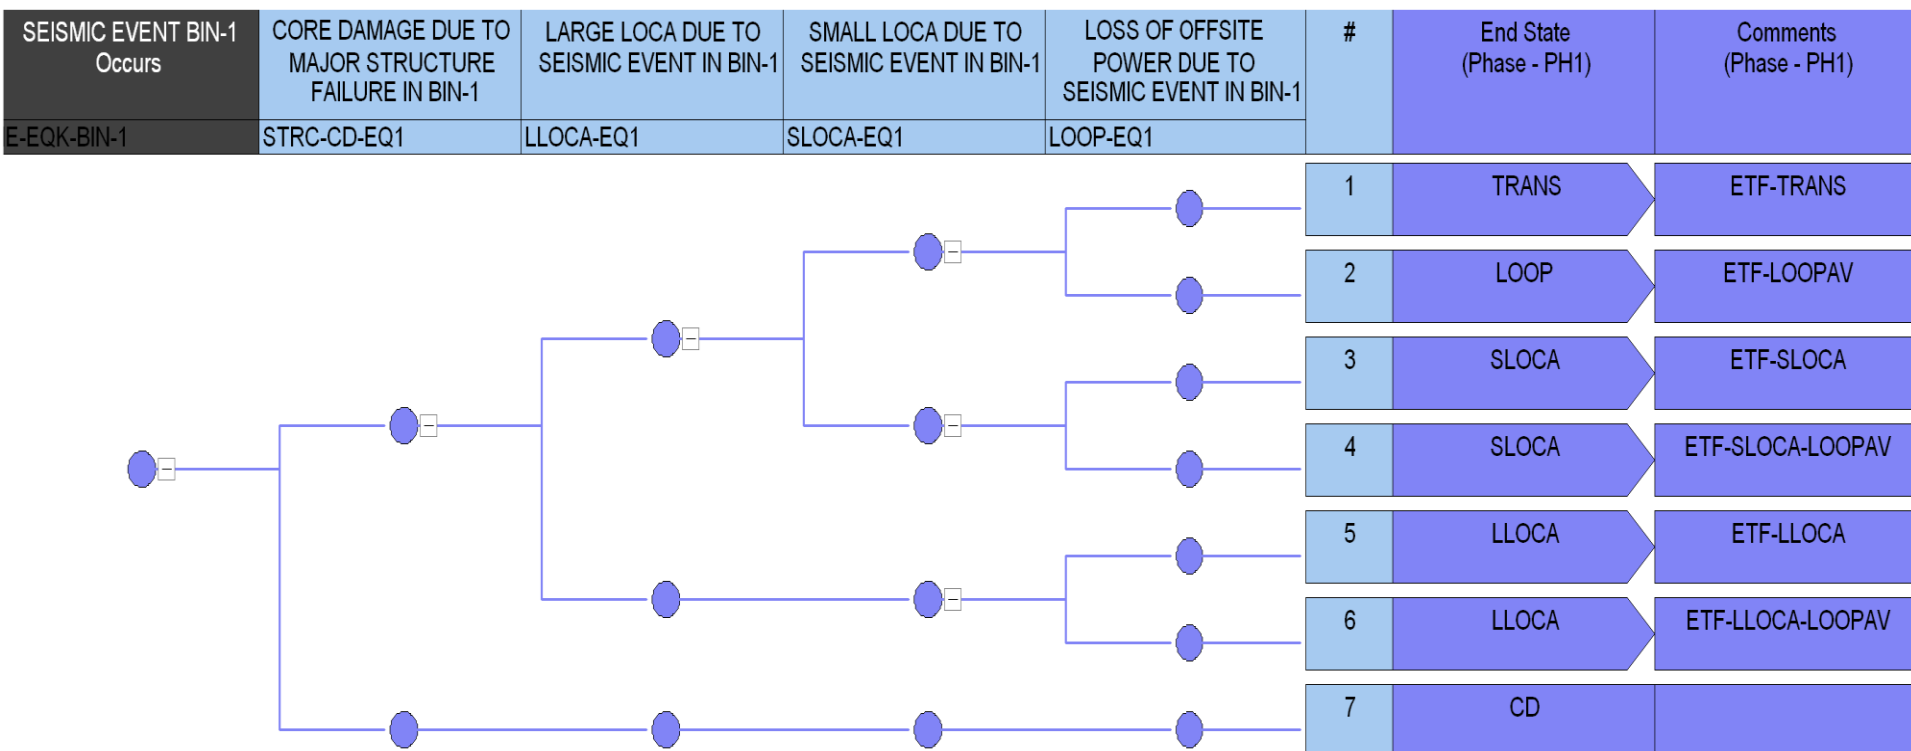 SEISMIC EVENT BIN-1
Occurs
CORE DAMAGE DUE TO
MAJOR STRUCTURE
FAILURE IN BIN-1
LARGE LOCA DUE TO
SEISMIC EVENT IN BIN-1
SMALL LOCA DUE TO
SEISMIC EVENT IN BIN-1
LOSS OF OFFSITE
POWER DUE TO
SEISMIC EVENT IN BIN-1
#
End State
(Phase - PH1)
Comments
(Phase - PH1)
E-EQK-BIN-1
STRC-CD-EQ1
LLOCA-EQ1
SLOCA-EQ1
LOOP-EQ1
1 TRANS ETF-TRANS
2 LOOP ETF-LOOPAV
3 SLOCA ETF-SLOCA
4 SLOCA ETF-SLOCA-LOOPAV
5 LLOCA ETF-LLOCA
6 LLOCA ETF-LLOCA-LOOPAV
7 CD